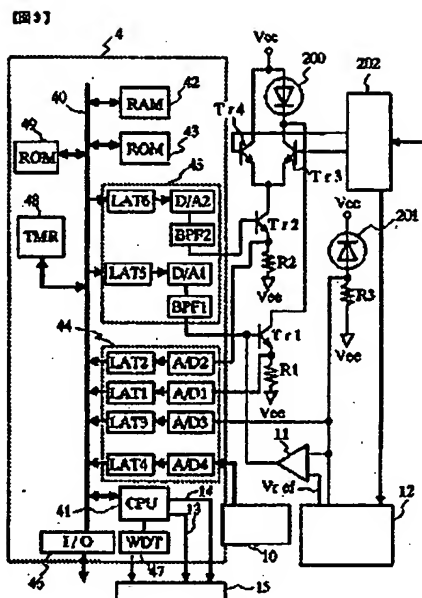 【図9】
4
Vcc
200
202
40
RAM
42
Tr4
49
ROM
43
ROM
45
Tr3
48
LAT6
D/A2
Vcc
TMR
BPF2
Tr2
201
LAT5
D/A1
R2
R3
BPF1
Vee
44
Tr1
Vee
LAT2
A/D2
LAT1
A/D1
R1
LAT3
A/D3
Vee
11
LAT4
A/D4
Vref
14
12
41
CPU
13
I/O
WDT
10
46
47
15